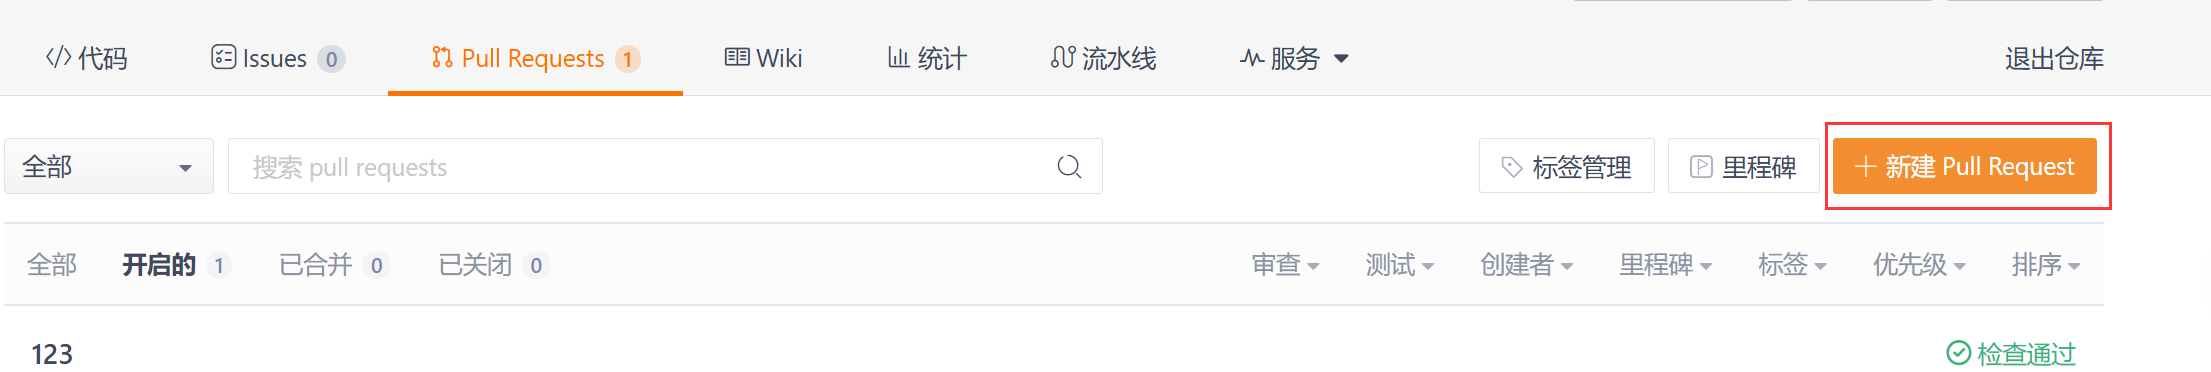 代码 Issues 0 Pull Requests 1 Wiki 统计 流水线 服务 退出仓库
全部 搜索 pull requests 标签管理 里程碑 新建 Pull Request
全部 开启的 1 已合并 0 已关闭 0 审查 测试 创建者 里程碑 标签 优先级 排序
123 检查通过